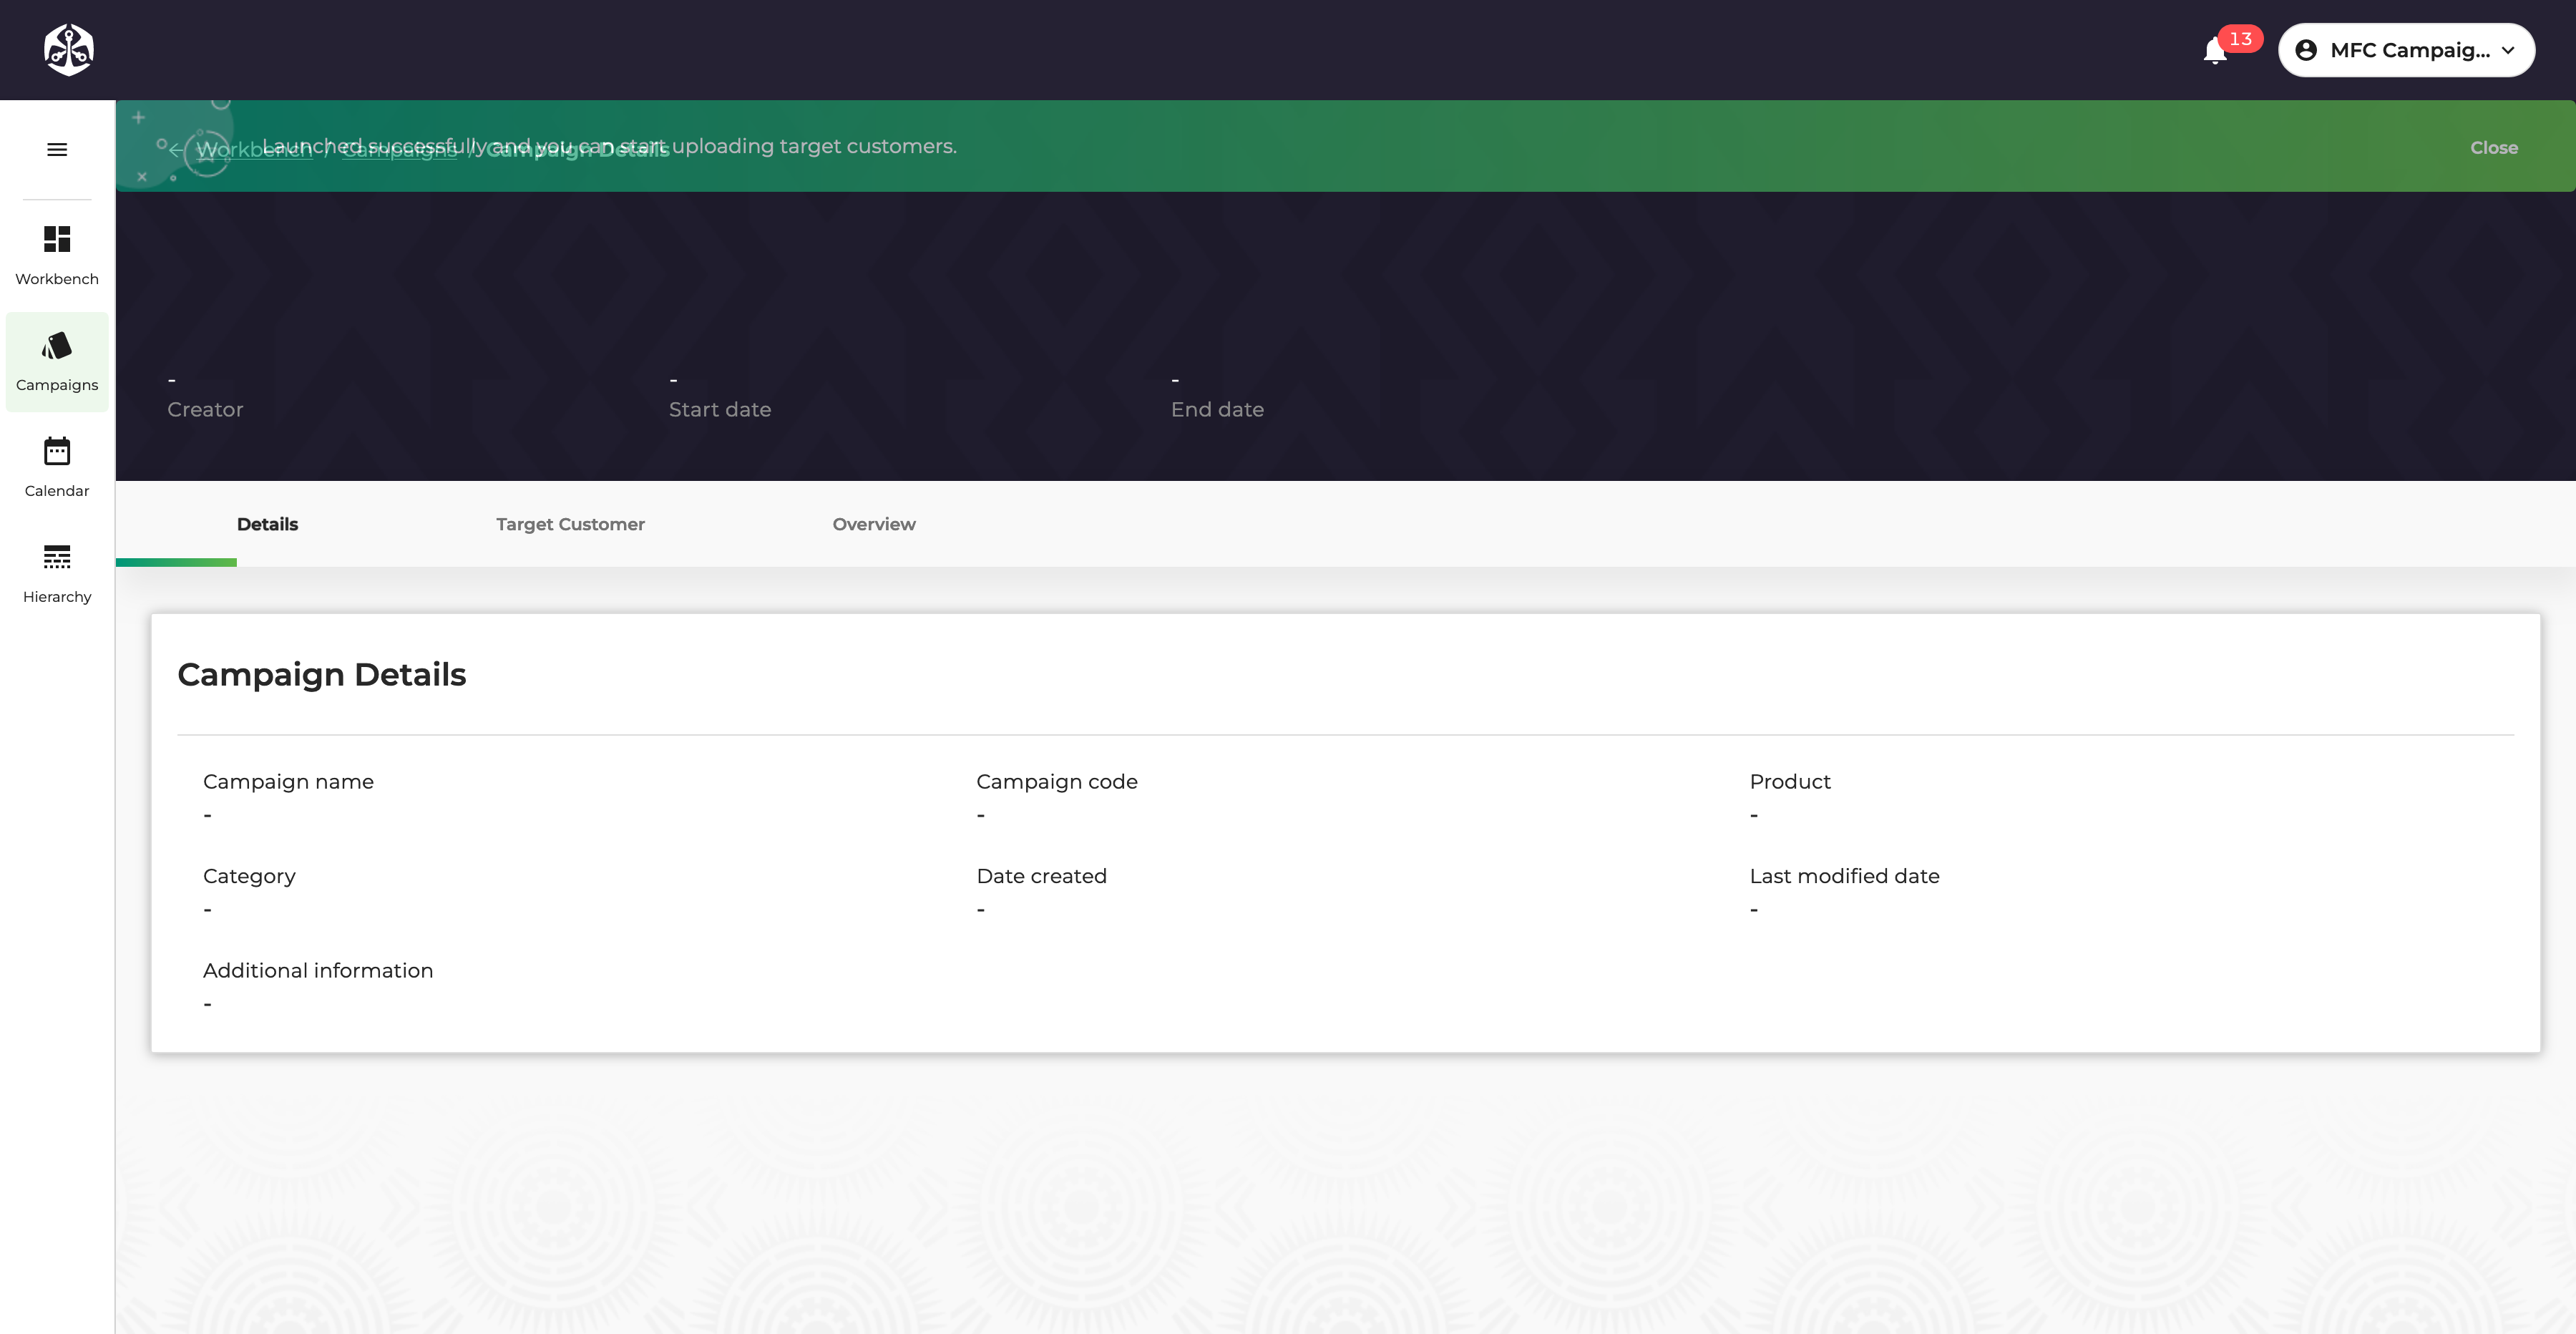 13
MFC Campaig...
← Workbench / Campaigns / Campaign Details
Launched successfully and you can start uploading target customers.
Close
Workbench
Campaigns
Calendar
Hierarchy
- - -
Creator Start date End date
Details Target Customer Overview
Campaign Details
Campaign name Campaign code Product
- - -
Category Date created Last modified date
- - -
Additional information
-